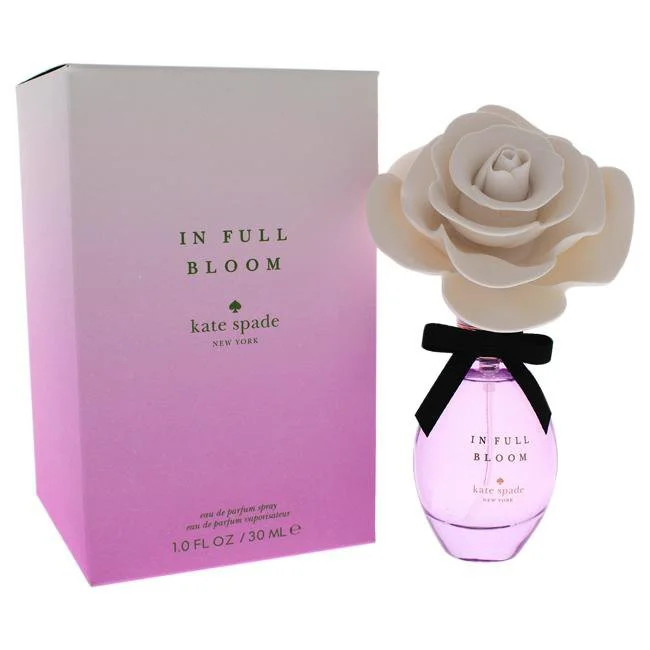 IN FULL
BLOOM
kate spade
NEW YORK
eau de parfum spray
eau de parfum vaporisateur
1.0 FL OZ / 30 ML ℮
IN FULL
BLOOM
kate spade
NEW YORK